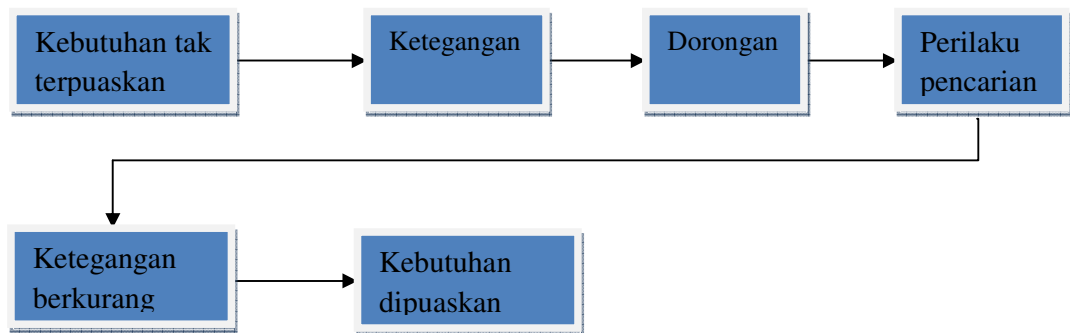 Kebutuhan tak
terpuaskan
Ketegangan
Dorongan
Perilaku
pencarian
Ketegangan
berkurang
Kebutuhan
dipuaskan